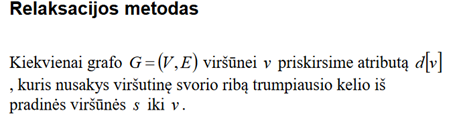 Relaksacijos metodas
Kiekvienai grafo G = (V, E) viršūnei v priskirsime atributą d[v]
, kuris nusakys viršutinę svorio ribą trumpiausio kelio iš
pradinės viršūnės s iki v .